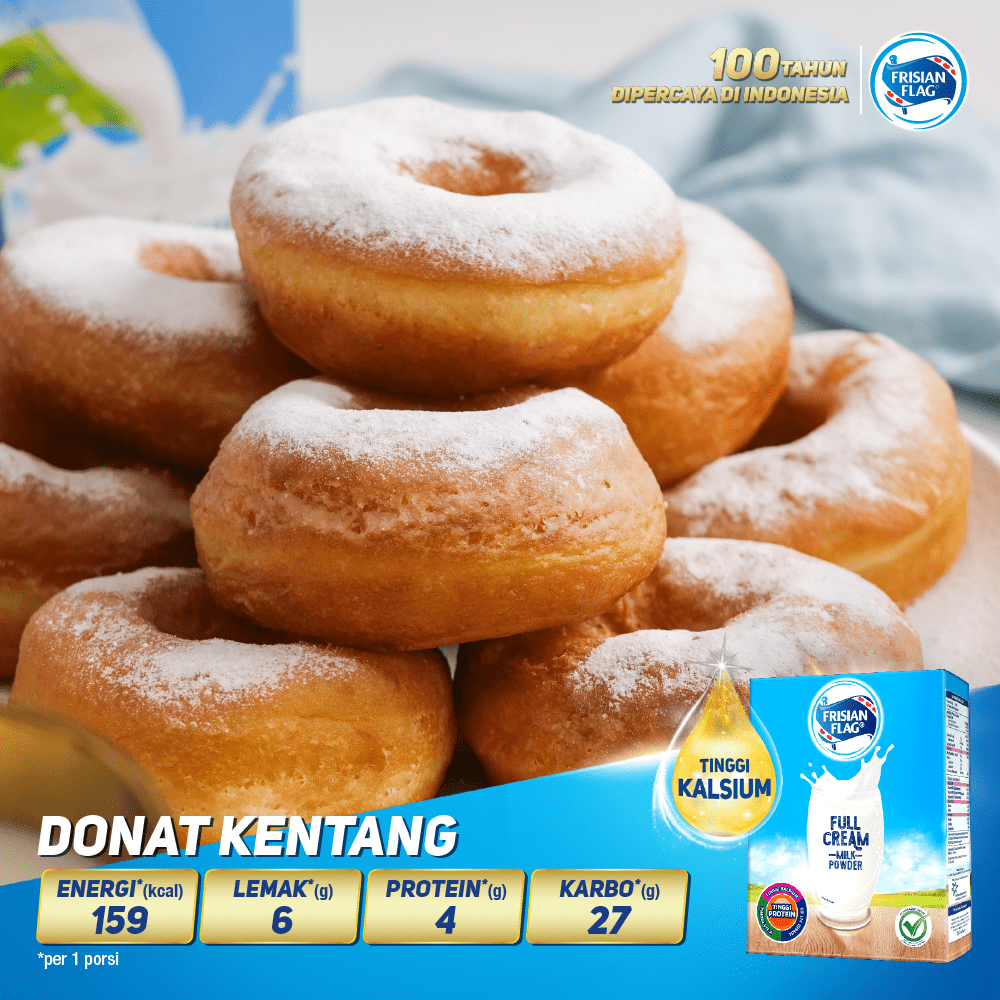 100 TAHUN
DIPERCAYA DI INDONESIA
FRISIAN
FLAG
TINGGI
KALSIUM
FRISIAN
FLAG®
FULL
CREAM
MILK
POWDER
TINGGI
PROTEIN
DONAT KENTANG
ENERGI*(kcal)
159
LEMAK*(g)
6
PROTEIN*(g)
4
KARBO*(g)
27
*per 1 porsi